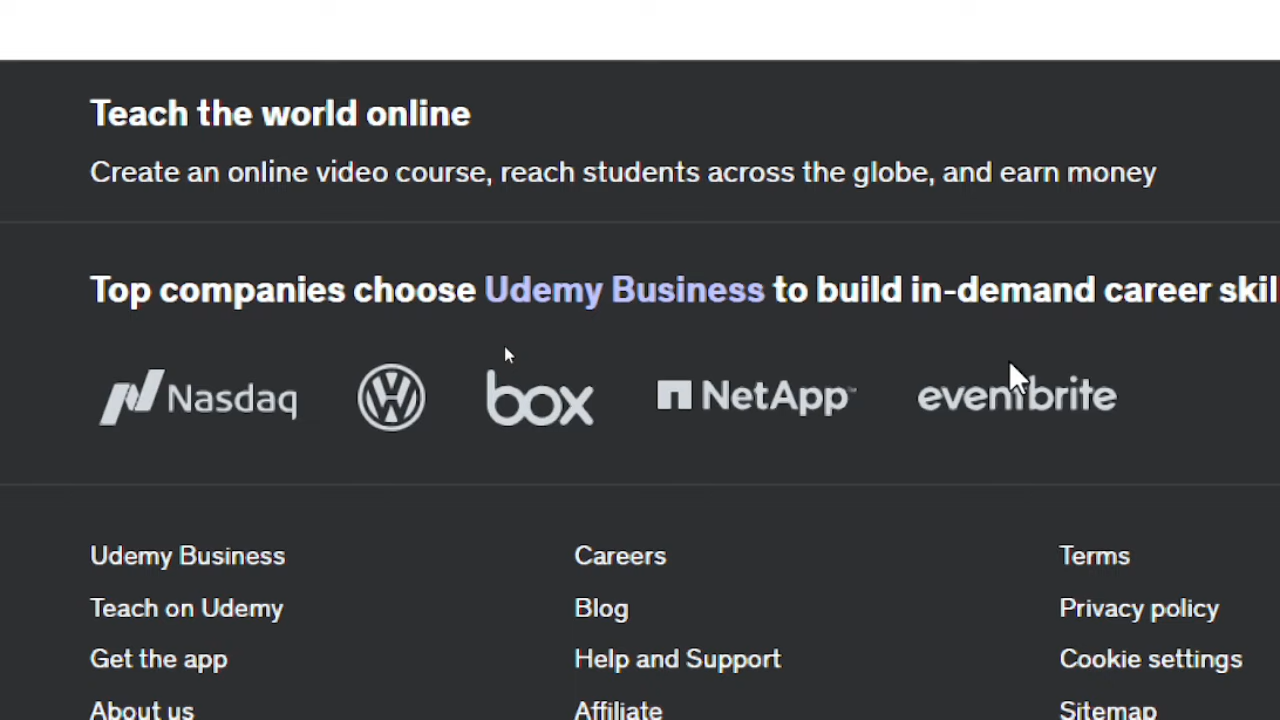 Teach the world online
Create an online video course, reach students across the globe, and earn money
Top companies choose Udemy Business to build in-demand career skil
Nasdaq
box
NetApp™
eventbrite
Udemy Business
Careers
Terms
Teach on Udemy
Blog
Privacy policy
Get the app
Help and Support
Cookie settings
About us
Affiliate
Sitemap